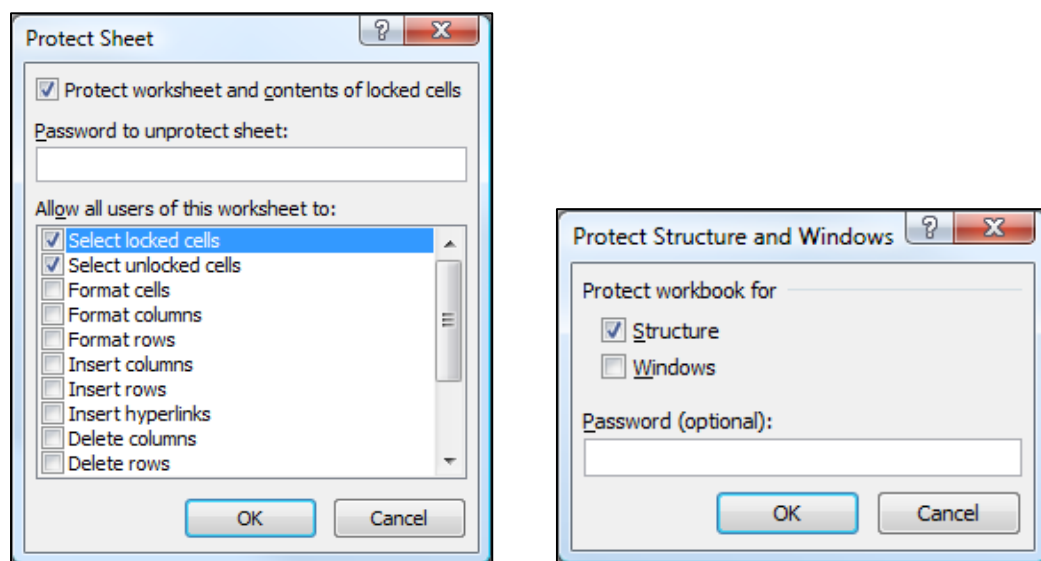 Protect Sheet
Protect worksheet and contents of locked cells
Password to unprotect sheet:
Allow all users of this worksheet to:
Select locked cells
Select unlocked cells
Format cells
Format columns
Format rows
Insert columns
Insert rows
Insert hyperlinks
Delete columns
Delete rows
OK Cancel
Protect Structure and Windows
Protect workbook for
Structure
Windows
Password (optional):
OK Cancel